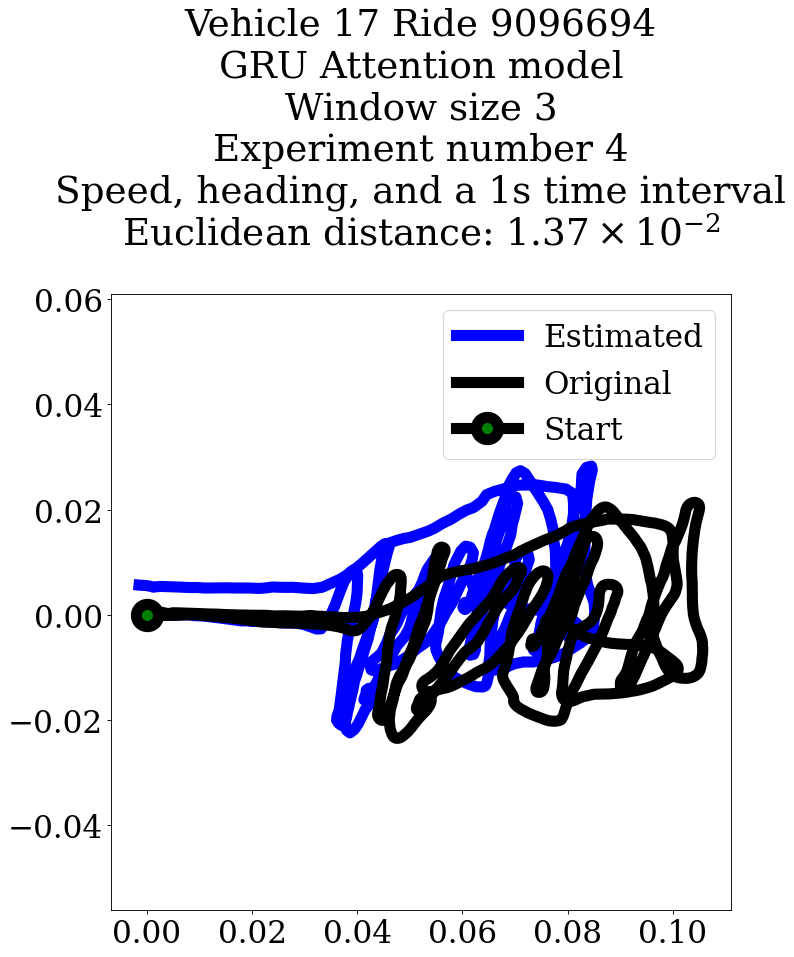 Vehicle 17 Ride 9096694
GRU Attention model
Window size 3
Experiment number 4
Speed, heading, and a 1s time interval
Euclidean distance: 1.37 × 10⁻²
0.06
Estimated
Original
0.04
Start
0.02
0.00
−0.02
−0.04
0.00 0.02 0.04 0.06 0.08 0.10